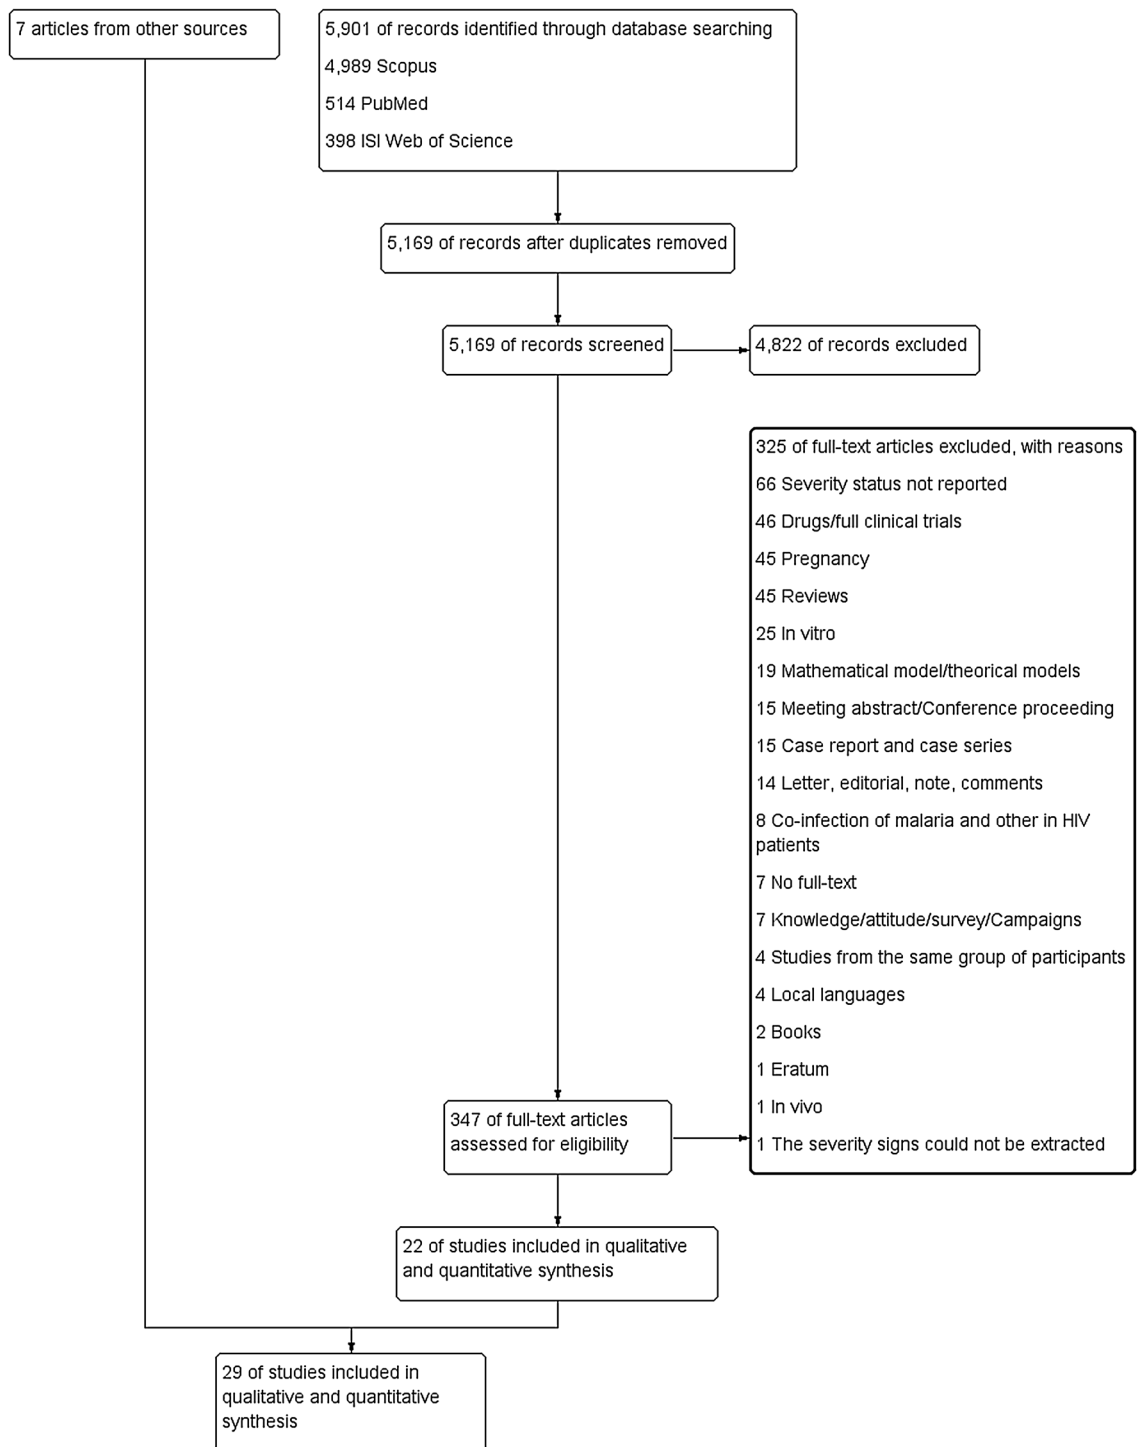 7 articles from other sources
5,901 of records identified through database searching
4,989 Scopus
514 PubMed
398 ISI Web of Science
5,169 of records after duplicates removed
5,169 of records screened
4,822 of records excluded
325 of full-text articles excluded, with reasons
66 Severity status not reported
46 Drugs/full clinical trials
45 Pregnancy
45 Reviews
25 In vitro
19 Mathematical model/theorical models
15 Meeting abstract/Conference proceeding
15 Case report and case series
14 Letter, editorial, note, comments
8 Co-infection of malaria and other in HIV
patients
7 No full-text
7 Knowledge/attitude/survey/Campaigns
4 Studies from the same group of participants
4 Local languages
2 Books
1 Eratum
1 In vivo
1 The severity signs could not be extracted
347 of full-text articles
assessed for eligibility
22 of studies included in qualitative
and quantitative synthesis
29 of studies included in
qualitative and quantitative
synthesis